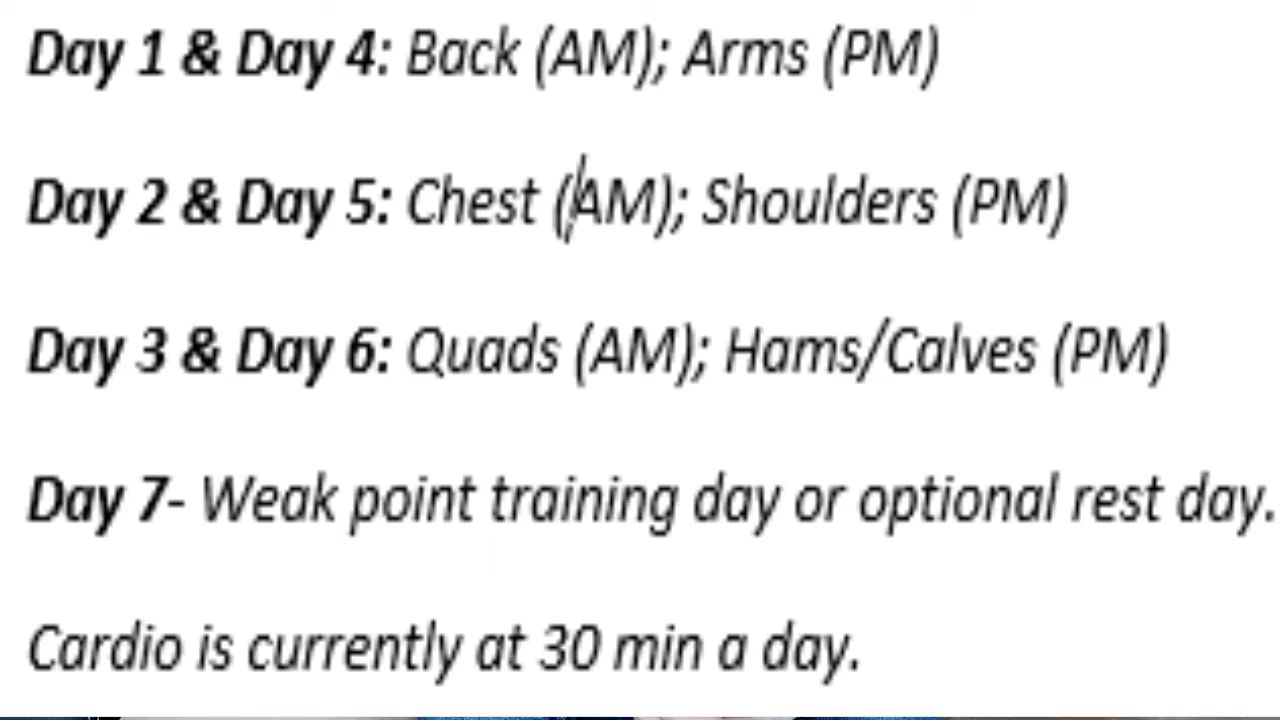 Day 1 & Day 4: Back (AM); Arms (PM)
Day 2 & Day 5: Chest (AM); Shoulders (PM)
Day 3 & Day 6: Quads (AM); Hams/Calves (PM)
Day 7- Weak point training day or optional rest day.
Cardio is currently at 30 min a day.